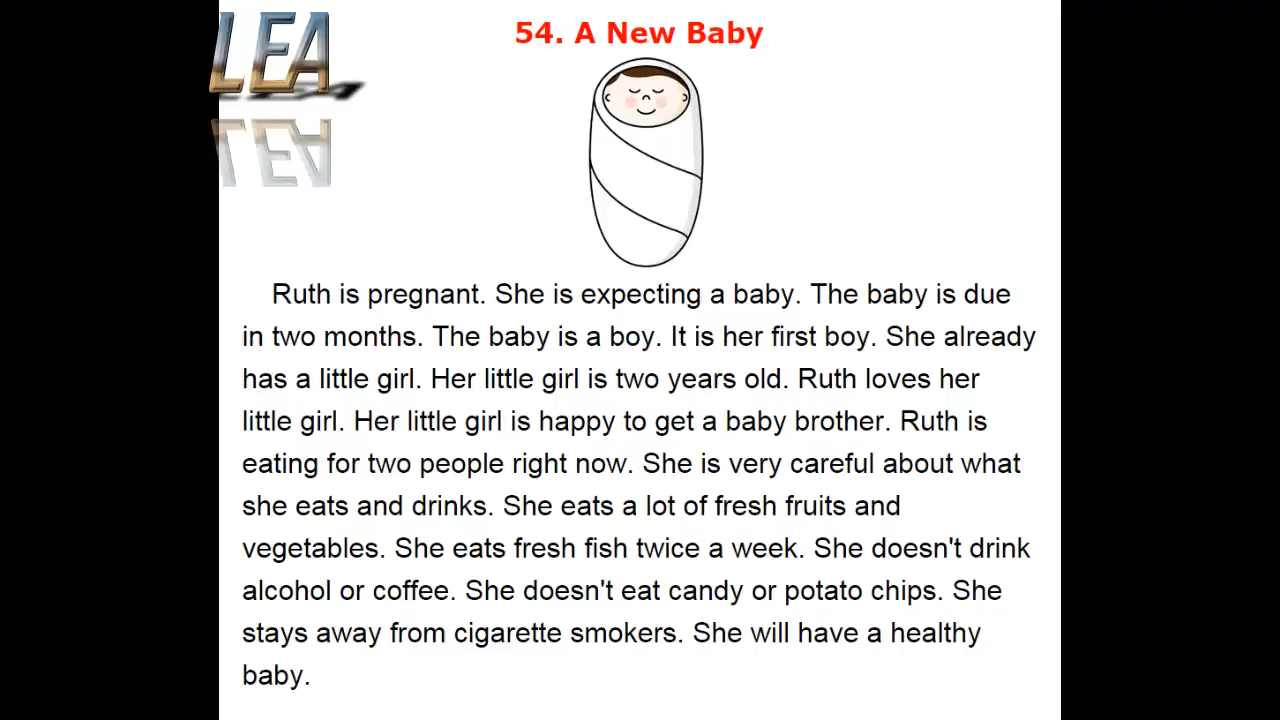 LEA
54. A New Baby
Ruth is pregnant. She is expecting a baby. The baby is due
in two months. The baby is a boy. It is her first boy. She already
has a little girl. Her little girl is two years old. Ruth loves her
little girl. Her little girl is happy to get a baby brother. Ruth is
eating for two people right now. She is very careful about what
she eats and drinks. She eats a lot of fresh fruits and
vegetables. She eats fresh fish twice a week. She doesn't drink
alcohol or coffee. She doesn't eat candy or potato chips. She
stays away from cigarette smokers. She will have a healthy
baby.